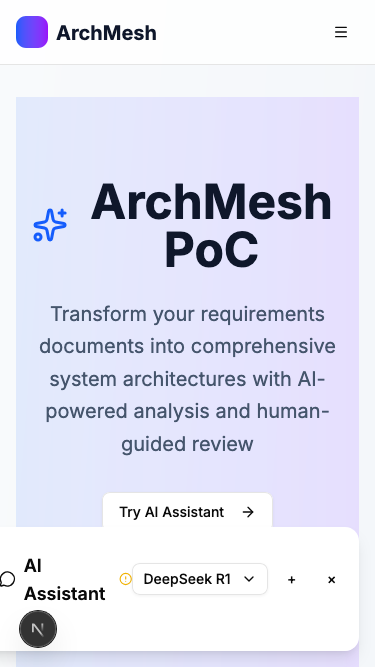 ArchMesh
ArchMesh
PoC
Transform your requirements
documents into comprehensive
system architectures with AI-
powered analysis and human-
guided review
Try AI Assistant
AI
Assistant
DeepSeek R1
N